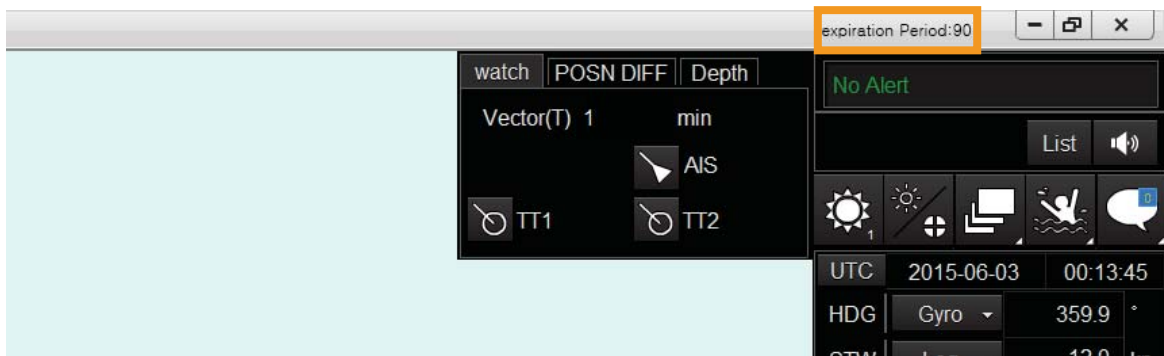 expiration Period:90
watch POSN DIFF Depth
No Alert
Vector(T) 1 min
List
AIS
TT1 TT2
1
0
UTC 2015-06-03 00:13:45
HDG Gyro 359.9 °